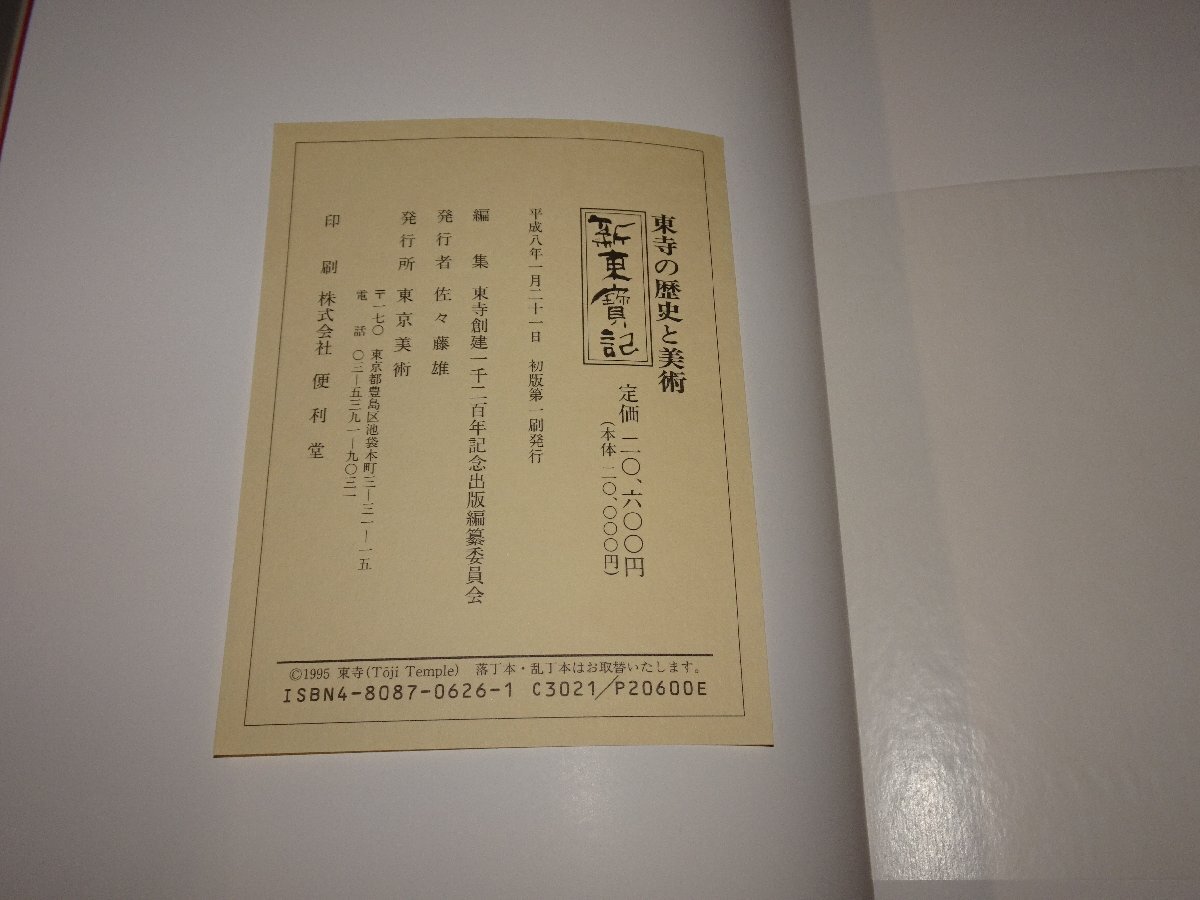 東寺の歴史と美術
新東寳記
定価 二〇、六〇〇円
(本体 二〇、〇〇〇円)
平成八年一月二十一日 初版第一刷発行
編集 東寺創建一千二百年記念出版編纂委員会
発行者 佐々藤雄
発行所 東京美術
〒一七〇 東京都豊島区池袋本町三ー三一ー一五
電話 〇三ー五三九一ー九〇三一
印刷 株式会社 便利堂
©1995 東寺(Tōji Temple) 落丁本・乱丁本はお取替いたします。
ISBN4-8087-0626-1 C3021/P20600E